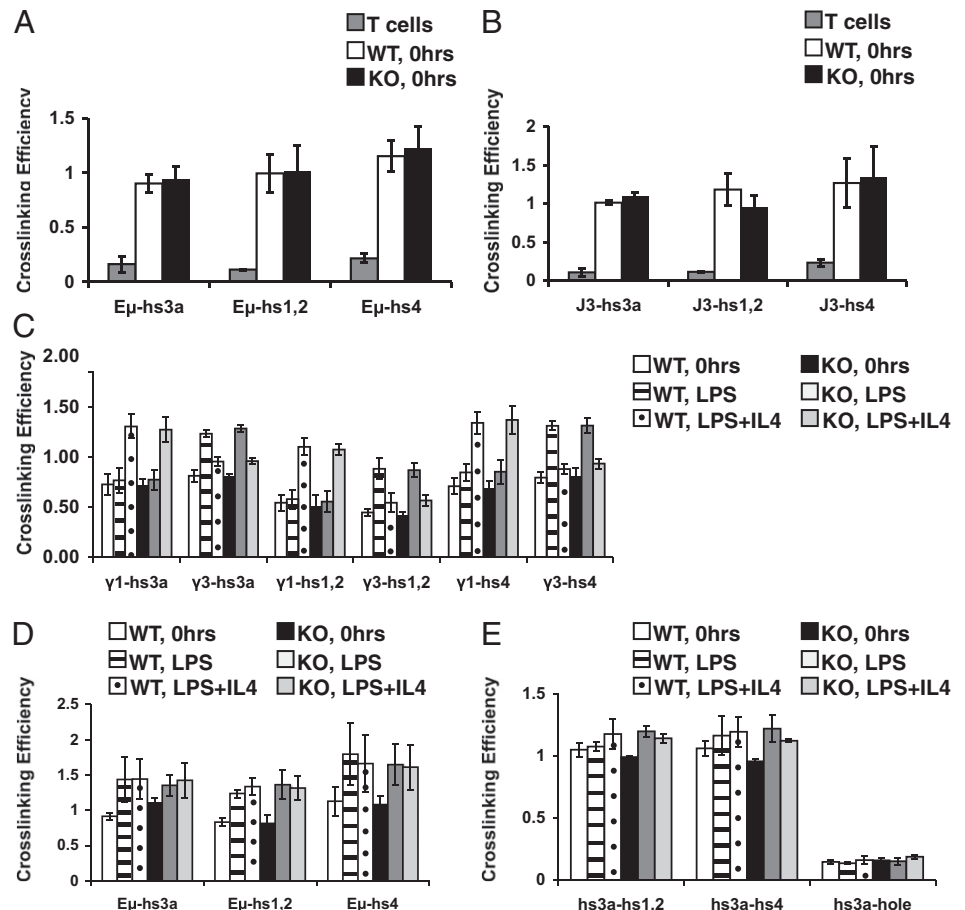 A
T cells
WT, 0hrs
KO, 0hrs
Crosslinking Efficiency
1.5
1
0.5
0
Eμ-hs3a
Eμ-hs1,2
Eμ-hs4
B
T cells
WT, 0hrs
KO, 0hrs
Crosslinking Efficiency
2
1.5
1
0.5
0
J3-hs3a
J3-hs1,2
J3-hs4
C
Crosslinking Efficiency
2.00
1.50
1.00
0.50
0.00
γ1-hs3a
γ3-hs3a
γ1-hs1,2
γ3-hs1,2
γ1-hs4
γ3-hs4
WT, 0hrs
KO, 0hrs
WT, LPS
KO, LPS
WT, LPS+IL4
KO, LPS+IL4
D
WT, 0hrs
KO, 0hrs
WT, LPS
KO, LPS
WT, LPS+IL4
KO, LPS+IL4
Crosslinking Efficiency
2.5
2
1.5
1
0.5
0
Eμ-hs3a
Eμ-hs1,2
Eμ-hs4
E
WT, 0hrs
KO, 0hrs
WT, LPS
KO, LPS
WT, LPS+IL4
KO, LPS+IL4
Crosslinking Efficiency
1.5
1
0.5
0
hs3a-hs1,2
hs3a-hs4
hs3a-hole